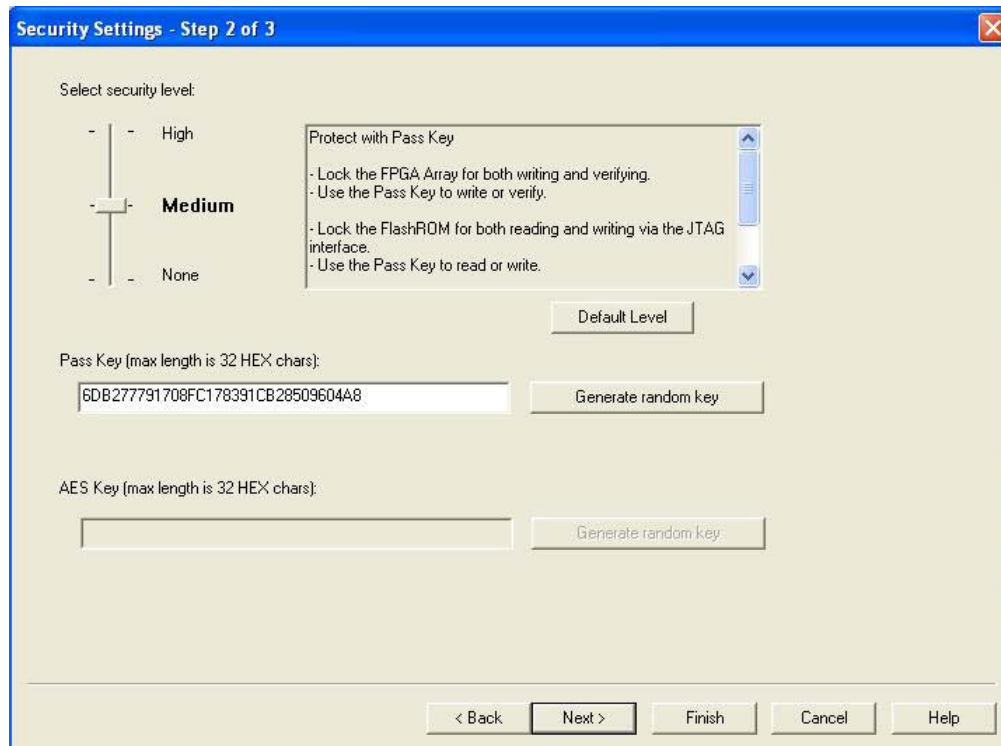 Security Settings - Step 2 of 3
Select security level:
High
Medium
None
Protect with Pass Key
- Lock the FPGA Array for both writing and verifying.
- Use the Pass Key to write or verify.
- Lock the FlashROM for both reading and writing via the JTAG
interface.
- Use the Pass Key to read or write.
Default Level
Pass Key (max length is 32 HEX chars):
6DB277791708FC178391CB28509604A8
Generate random key
AES Key (max length is 32 HEX chars):
Generate random key
< Back
Next >
Finish
Cancel
Help